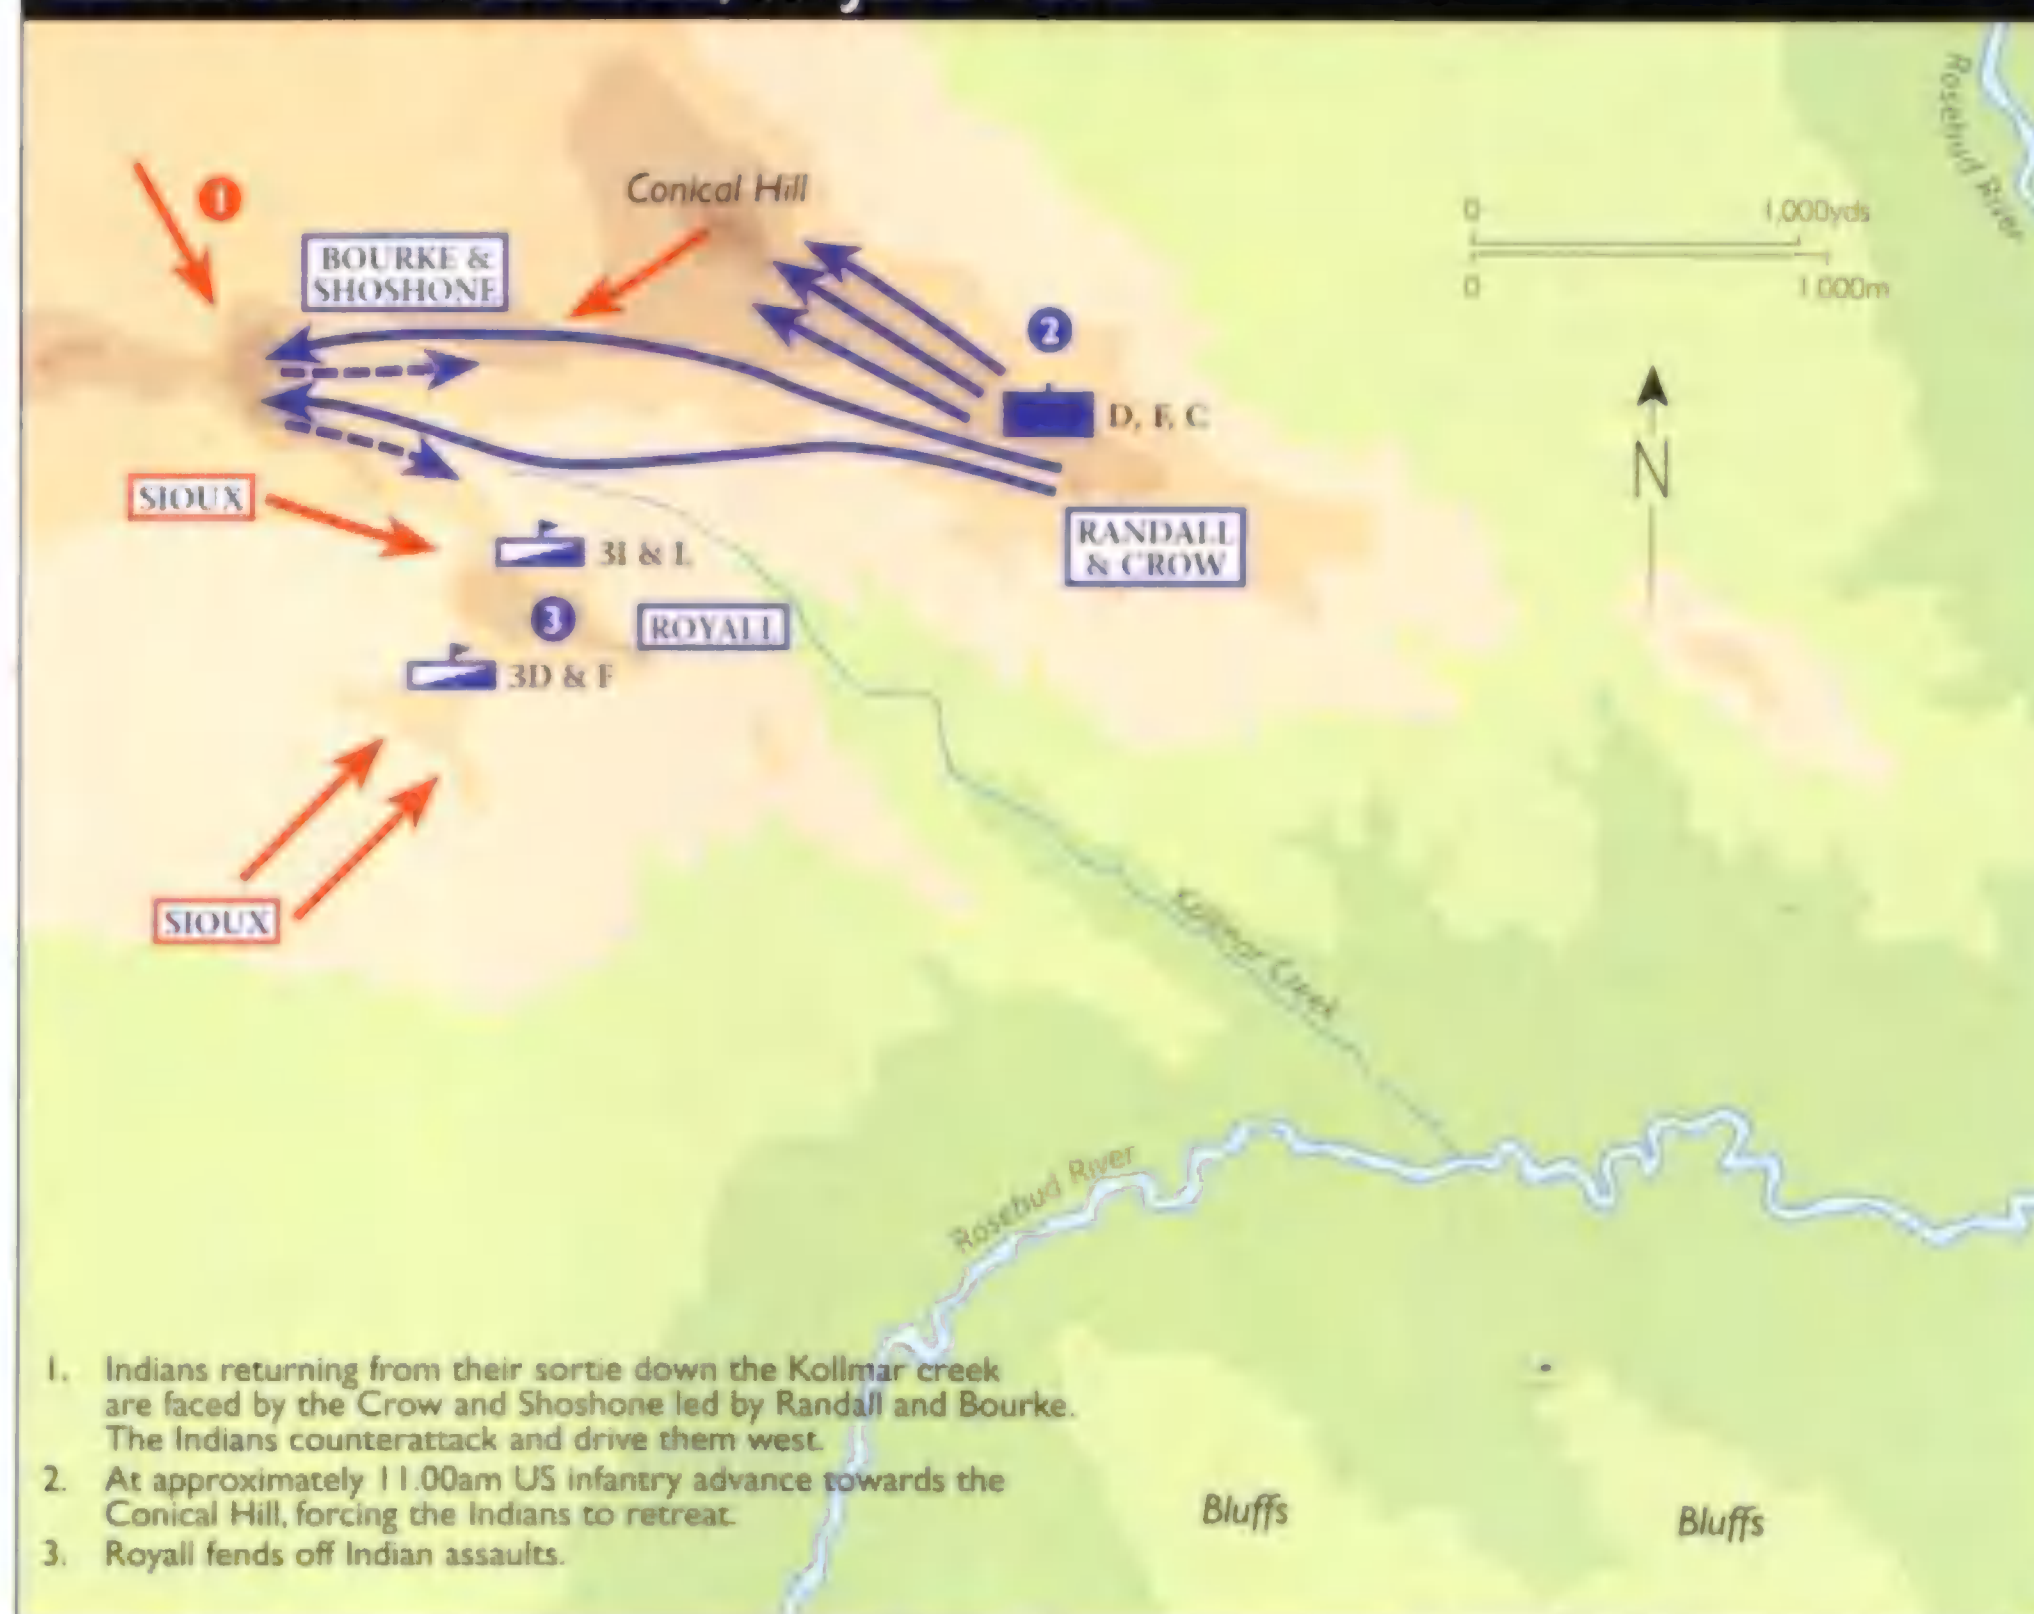 Rosebud River
Conical Hill
0 1,000yds
0 1000m
1
BOURKE &
SHOSHONE
2
D, F, C
N
SIOUX
3I & L
RANDALL
& CROW
3
ROYALL
3D & F
SIOUX
Kollmar Creek
Rosebud River
1. Indians returning from their sortie down the Kollmar creek
are faced by the Crow and Shoshone led by Randall and Bourke.
The Indians counterattack and drive them west.
2. At approximately 11.00am US infantry advance towards the
Conical Hill, forcing the Indians to retreat.
3. Royall fends off Indian assaults.
Bluffs
Bluffs